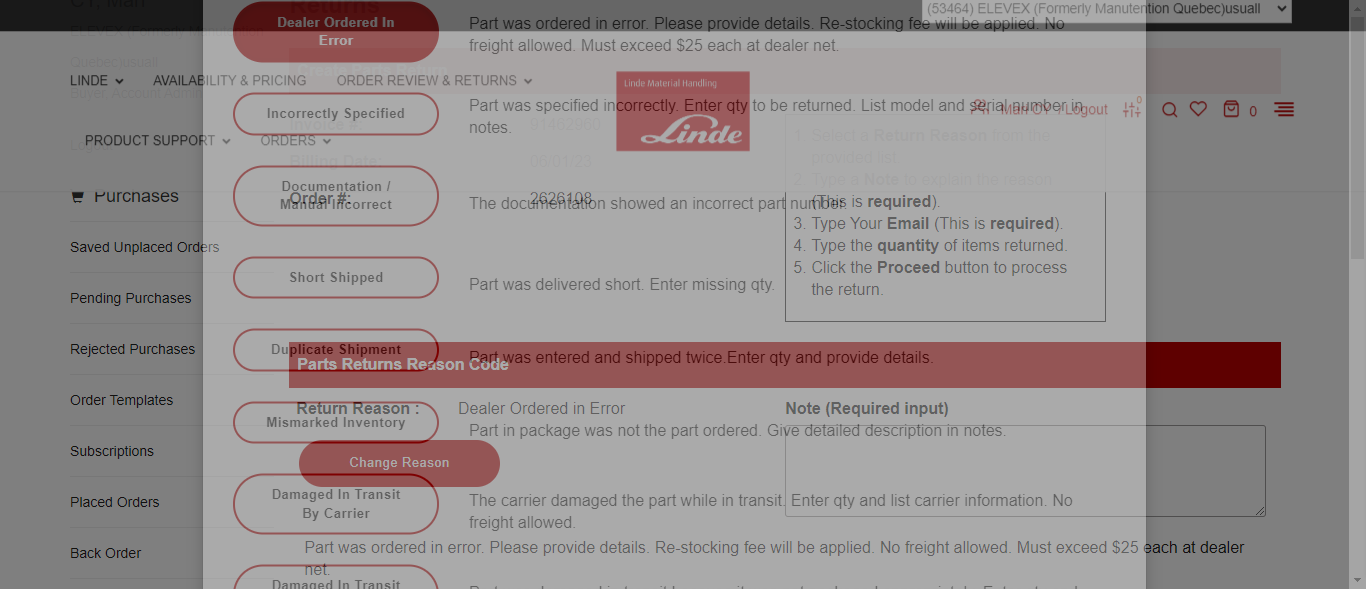 CY, Mari
Returns
(53464) ELEVEX (Formerly Manutention Quebec)usuall
Dealer Ordered In
Error
Part was ordered in error. Please provide details. Re-stocking fee will be applied. No
freight allowed. Must exceed $25 each at dealer net.
ELEVEX (Formerly Manutention
Quebec)usuall
LINDE
AVAILABILITY & PRICING
ORDER REVIEW & RETURNS
Linde Material Handling
Linde
Incorrectly Specified
Part was specified incorrectly. Enter qty to be returned. List model and serial number in
notes.
Logout
0
0
PRODUCT SUPPORT
ORDERS
Invoice #:
Billing Date:
1. Select a Return Reason from the
provided list.
2. Type a Note to explain the reason
(This is required).
3. Type Your Email (This is required).
4. Type the quantity of items returned.
5. Click the Proceed button to process
the return.
Purchases
Documentation /
Manual Incorrect
The documentation showed an incorrect part number
Order #:
2626108
Saved Unplaced Orders
Short Shipped
Part was delivered short. Enter missing qty.
Pending Purchases
Rejected Purchases
Duplicate Shipment
Part was entered and shipped twice.Enter qty and provide details.
Parts Returns Reason Code
Order Templates
Return Reason :
Dealer Ordered in Error
Note (Required input)
Mismarked Inventory
Part in package was not the part ordered. Give detailed description in notes.
Subscriptions
Change Reason
Placed Orders
Damaged In Transit
By Carrier
The carrier damaged the part while in transit. Enter qty and list carrier information. No
freight allowed.
Back Order
Part was ordered in error. Please provide details. Re-stocking fee will be applied. No freight allowed. Must exceed $25 each at dealer
net.
Damaged In Transit